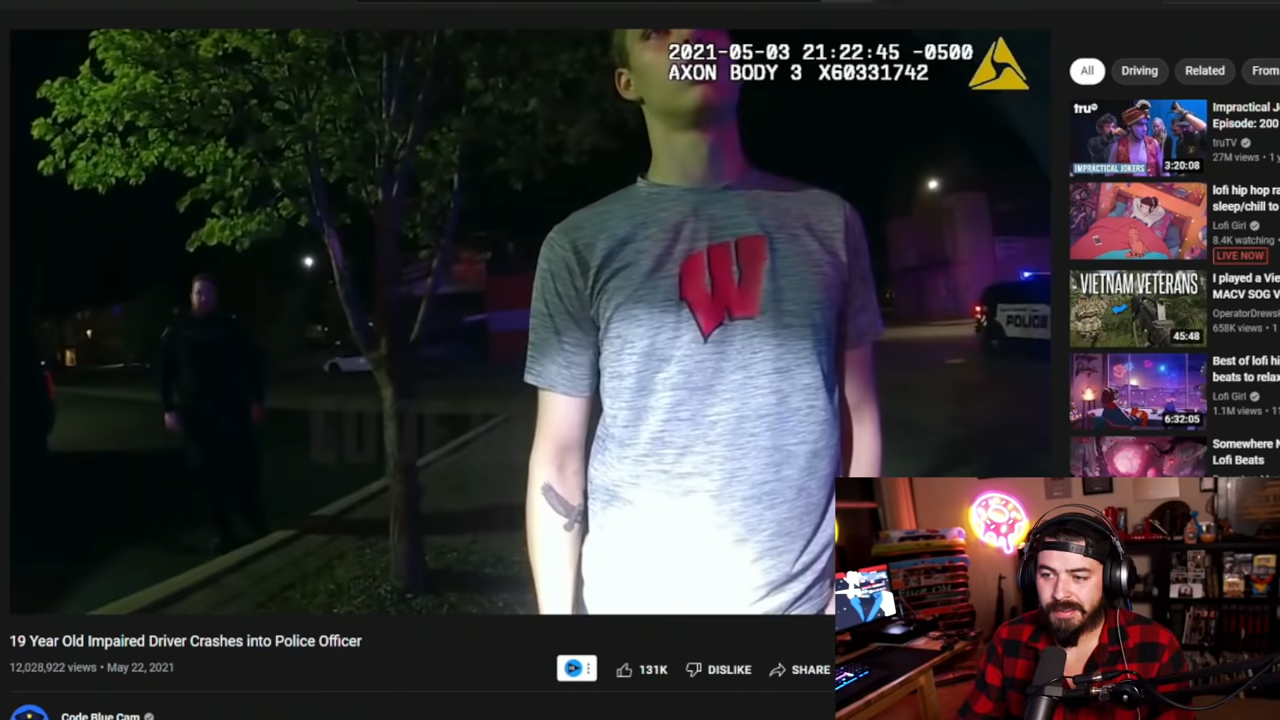 2021-05-03 21:22:45 -0500
AXON BODY 3 X60331742
W
POLICE
19 Year Old Impaired Driver Crashes into Police Officer
12,028,922 views • May 22, 2021
131K
DISLIKE
SHARE
Code Blue Cam
All
Driving
Related
From
tru
IMPRACTICAL JOKERS
3:20:08
Impractical J
Episode: 200
truTV
27M views • 1 y
lofi hip hop ra
sleep/chill to
Lofi Girl
8.4K watching
LIVE NOW
VIETNAM VETERANS
45:48
I played a Vie
MACV SOG V
OperatorDrews
658K views • 1
6:32:05
Best of lofi hi
beats to relax
Lofi Girl
1.1M views • 1
Somewhere N
Lofi Beats